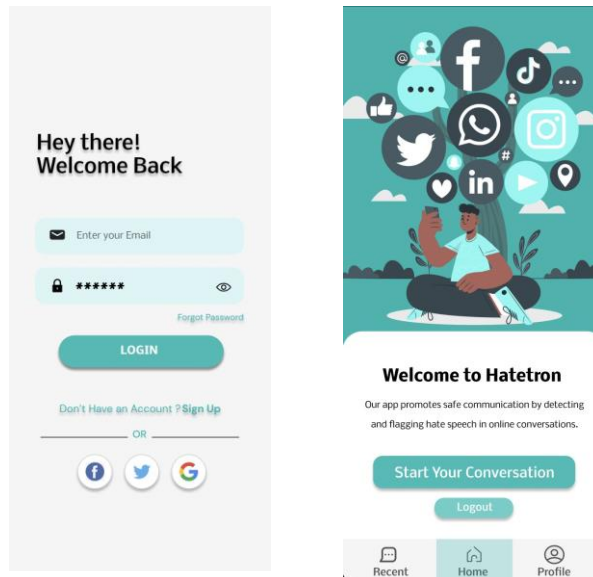 Hey there!
Welcome Back
Enter your Email
******
Forgot Password
LOGIN
Don't Have an Account ? Sign Up
OR
@
#
in
Welcome to Hatetron
Our app promotes safe communication by detecting
and flagging hate speech in online conversations.
Start Your Conversation
Logout
Recent
Home
Profile